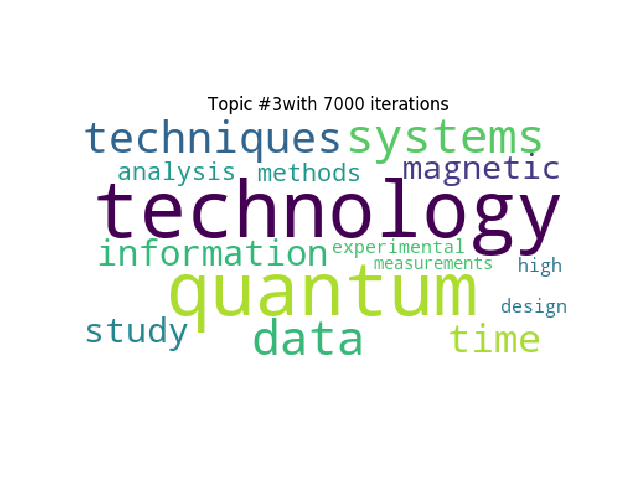 Topic #3with 7000 iterations
techniques systems
analysis methods magnetic
technology
information experimental
measurements high
quantum
design
study data time